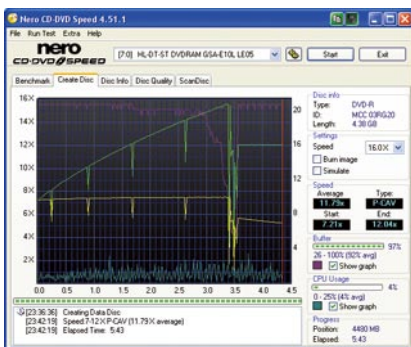 Nero CD-DVD Speed 4.51.1
File Run Test Extra Help
nero
CD-DVD SPEED
[7:0] HL-DT-ST DVDRAM GSA-E10L LE05
Start
Exit
Benchmark Create Disc Disc Info Disc Quality ScanDisc
16X
14X
12X
10X
8X
6X
4X
2X
20
16
12
8
4
0.0 0.5 1.0 1.5 2.0 2.5 3.0 3.5 4.0 4.5
Disc info
Type: DVD-R
ID: MCC 03RG20
Length: 4.38 GB
Settings
Speed 16.0 X
Burn image
Simulate
Speed
Average Type:
11.79x P-CAV
Start: End:
7.21x 12.04x
Buffer
97%
26 - 100% (92% avg)
Show graph
CPU Usage
4%
0 - 25% (4% avg)
Show graph
Progress
Position: 4480 MB
Elapsed: 5:43
[23:36:36] Creating Data Disc
[23:42:19] Speed:7-12 X P-CAV (11.79 X average)
[23:42:19] Elapsed Time: 5:43